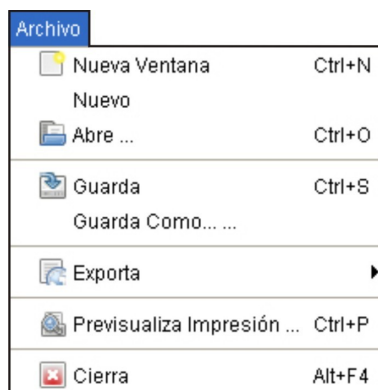 Archivo
Nueva Ventana Ctrl+N
Nuevo
Abre ... Ctrl+O
Guarda Ctrl+S
Guarda Como... ...
Exporta
Previsualiza Impresión ... Ctrl+P
Cierra Alt+F4